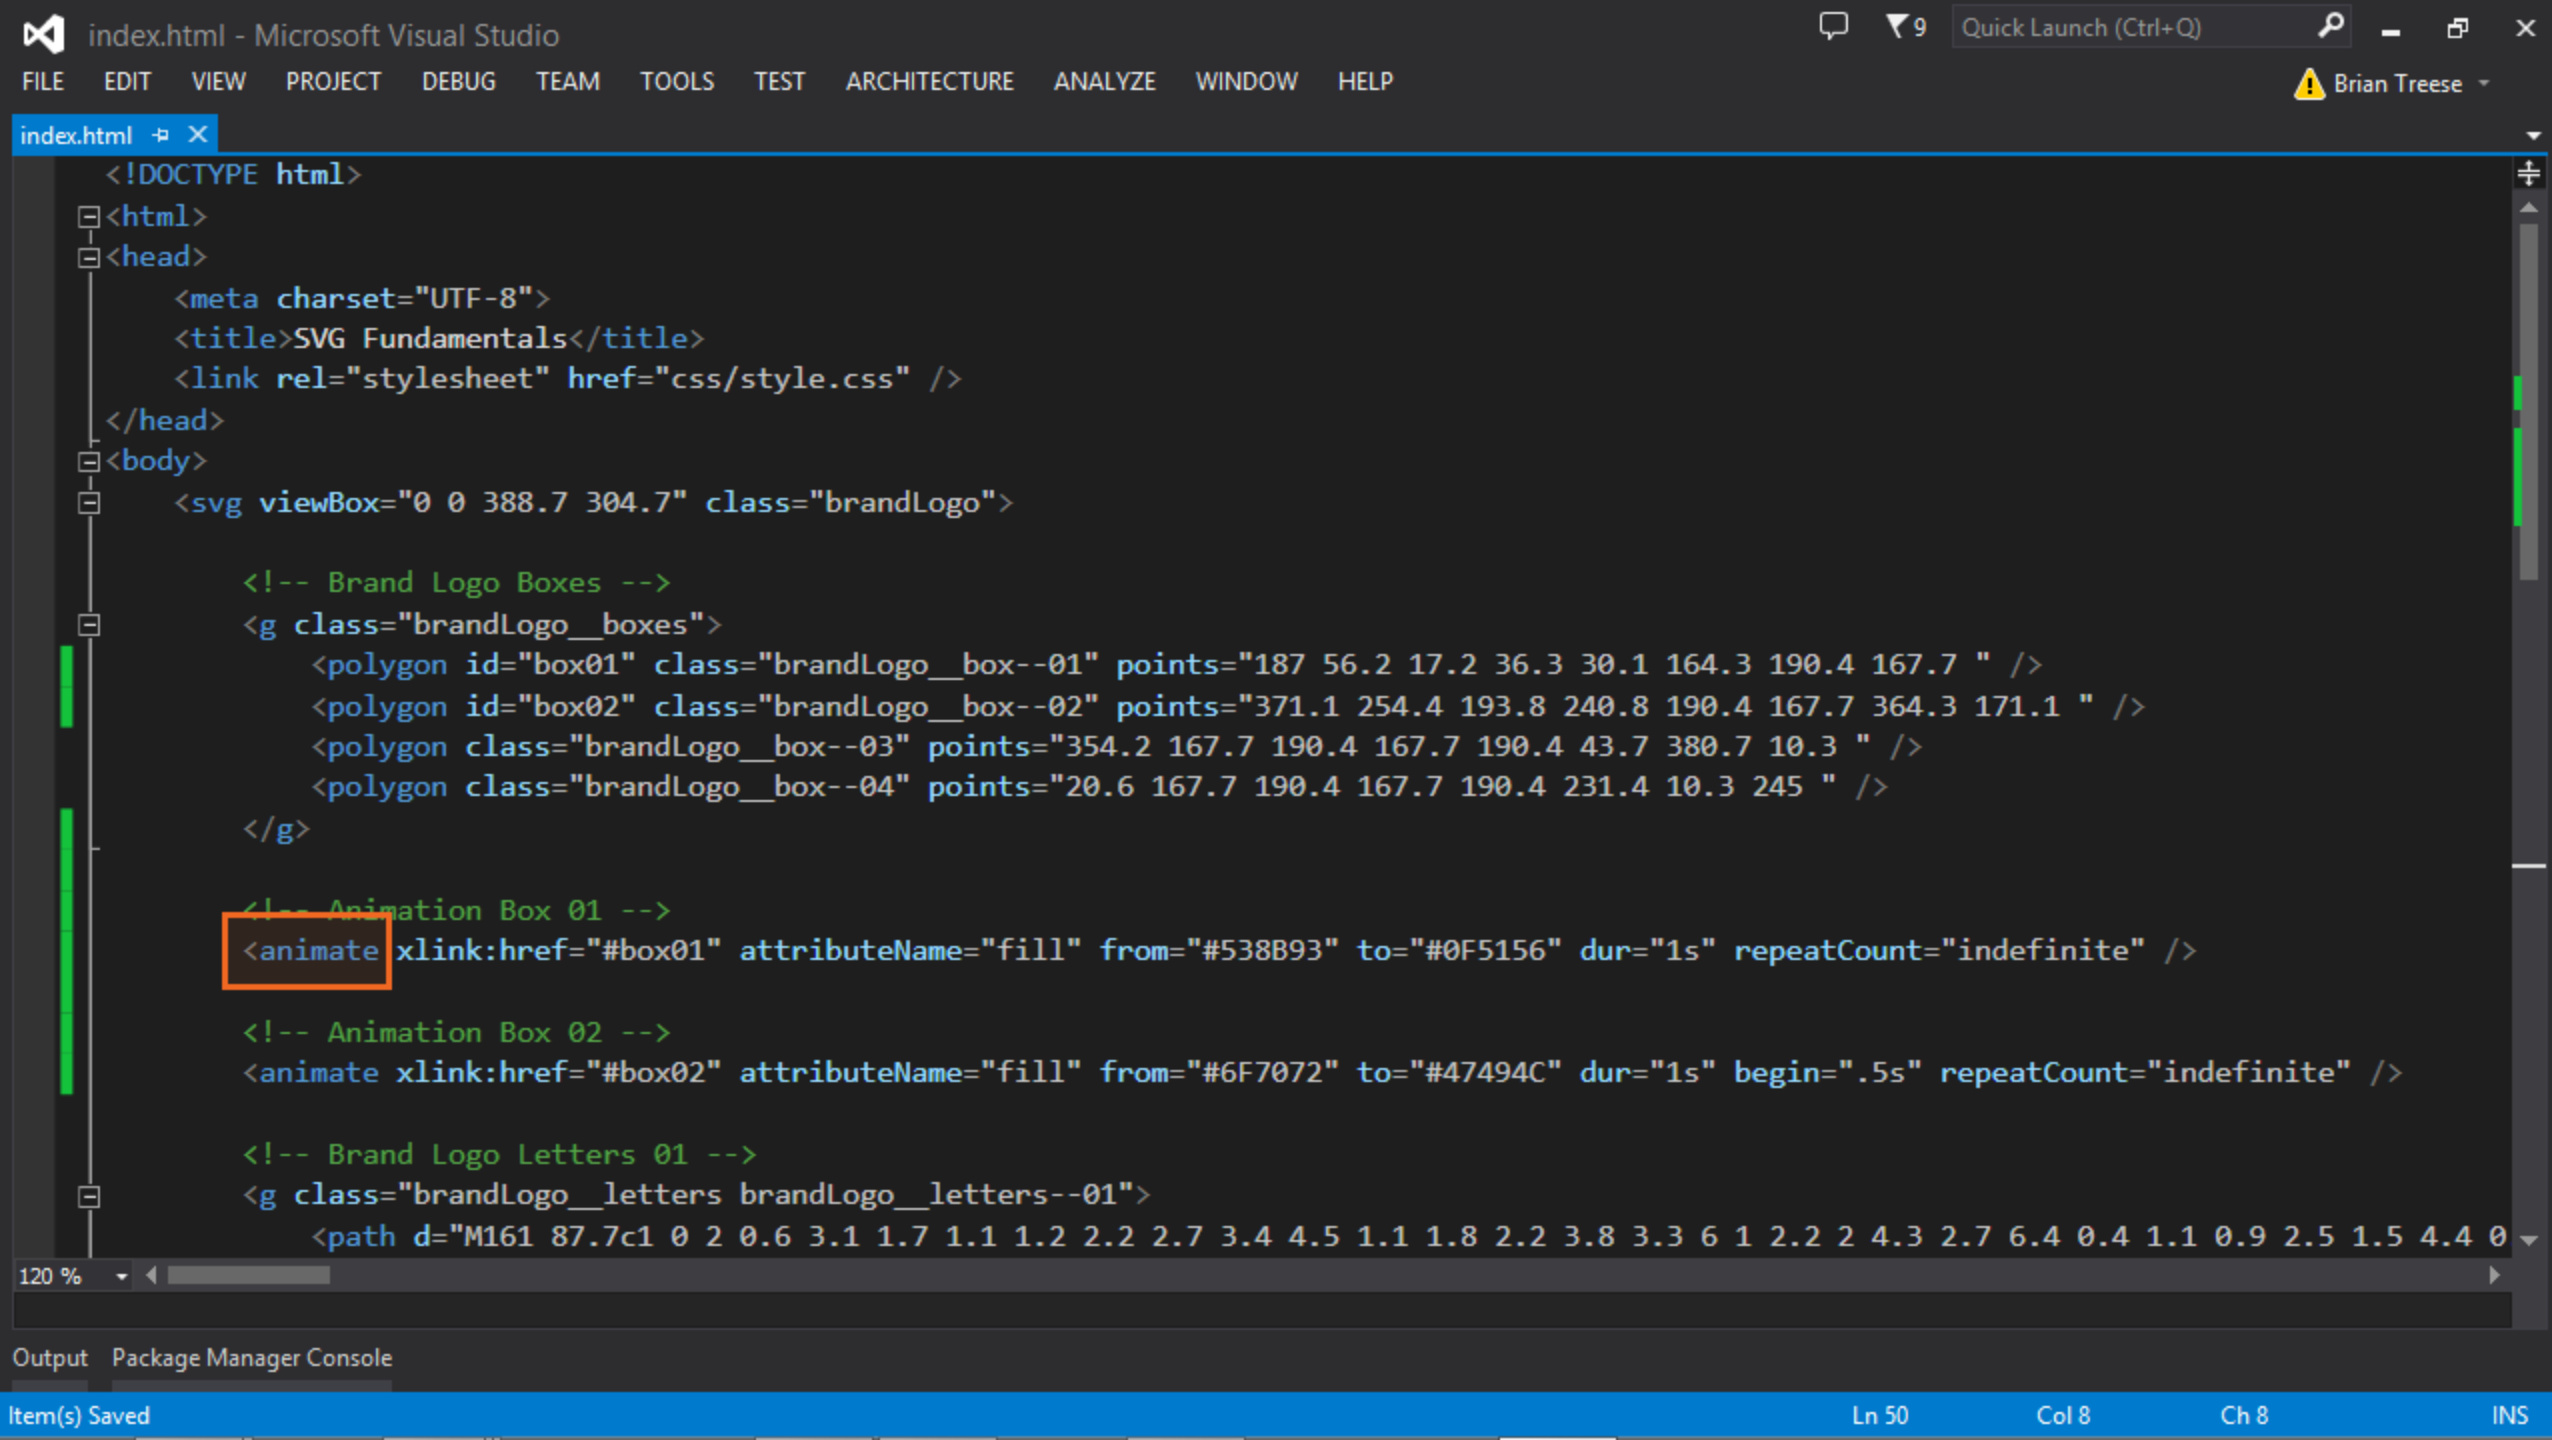 index.html - Microsoft Visual Studio
9
Quick Launch (Ctrl+Q)
FILE EDIT VIEW PROJECT DEBUG TEAM TOOLS TEST ARCHITECTURE ANALYZE WINDOW HELP
Brian Treese
index.html
<!DOCTYPE html>
<html>
<head>
<meta charset="UTF-8">
<title>SVG Fundamentals</title>
<link rel="stylesheet" href="css/style.css" />
</head>
<body>
<svg viewBox="0 0 388.7 304.7" class="brandLogo">
<!-- Brand Logo Boxes -->
<g class="brandLogo__boxes">
<polygon id="box01" class="brandLogo__box--01" points="187 56.2 17.2 36.3 30.1 164.3 190.4 167.7 " />
<polygon id="box02" class="brandLogo__box--02" points="371.1 254.4 193.8 240.8 190.4 167.7 364.3 171.1 " />
<polygon class="brandLogo__box--03" points="354.2 167.7 190.4 167.7 190.4 43.7 380.7 10.3 " />
<polygon class="brandLogo__box--04" points="20.6 167.7 190.4 167.7 190.4 231.4 10.3 245 " />
</g>
<!-- Animation Box 01 -->
<animate xlink:href="#box01" attributeName="fill" from="#538B93" to="#0F5156" dur="1s" repeatCount="indefinite" />
<!-- Animation Box 02 -->
<animate xlink:href="#box02" attributeName="fill" from="#6F7072" to="#47494C" dur="1s" begin=".5s" repeatCount="indefinite" />
<!-- Brand Logo Letters 01 -->
<g class="brandLogo__letters brandLogo__letters--01">
<path d="M161 87.7c1 0 2 0.6 3.1 1.7 1.1 1.2 2.2 2.7 3.4 4.5 1.1 1.8 2.2 3.8 3.3 6 1 2.2 2 4.3 2.7 6.4 0.4 1.1 0.9 2.5 1.5 4.4 0
120 %
Output Package Manager Console
Item(s) Saved
Ln 50 Col 8 Ch 8 INS